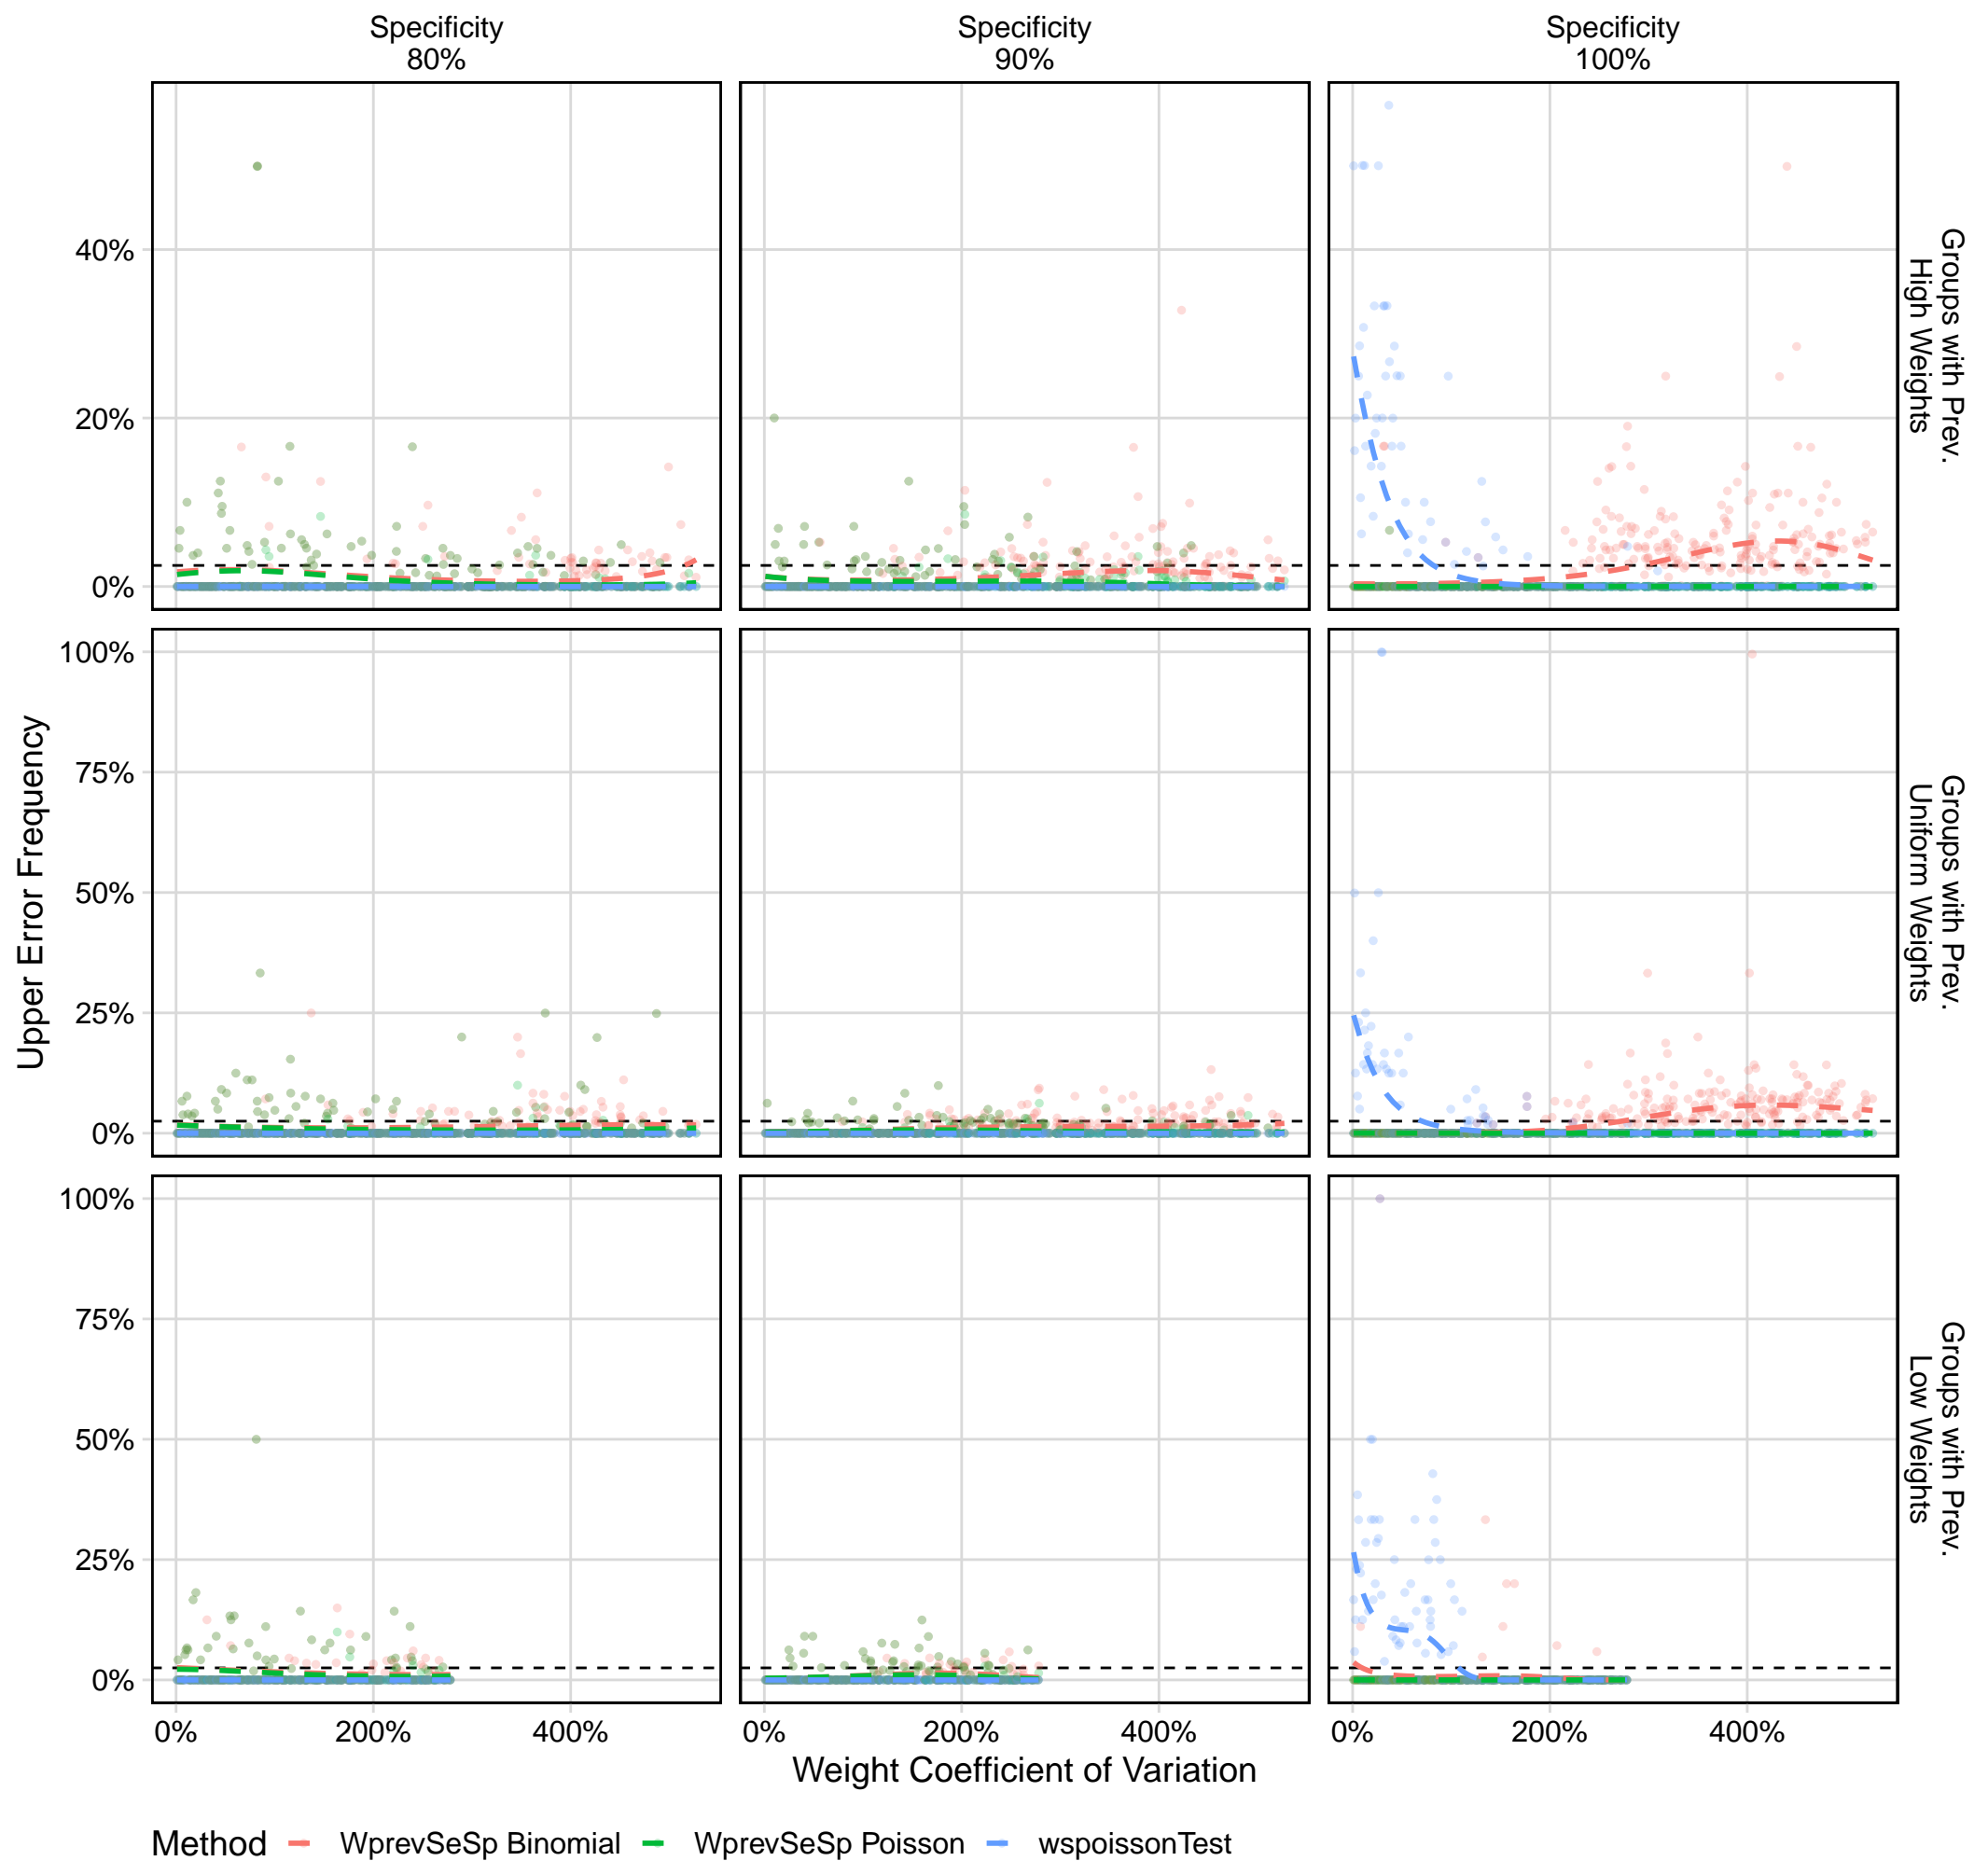 Specificity
80%
Specificity
90%
Specificity
100%
40%
20%
0%
Groups with Prev.
High Weights
Upper Error Frequency
100%
75%
50%
25%
0%
Groups with Prev.
Uniform Weights
100%
75%
50%
25%
0%
Groups with Prev.
Low Weights
0% 200% 400%
0% 200% 400%
0% 200% 400%
Weight Coefficient of Variation
Method WprevSeSp Binomial WprevSeSp Poisson wspoissonTest